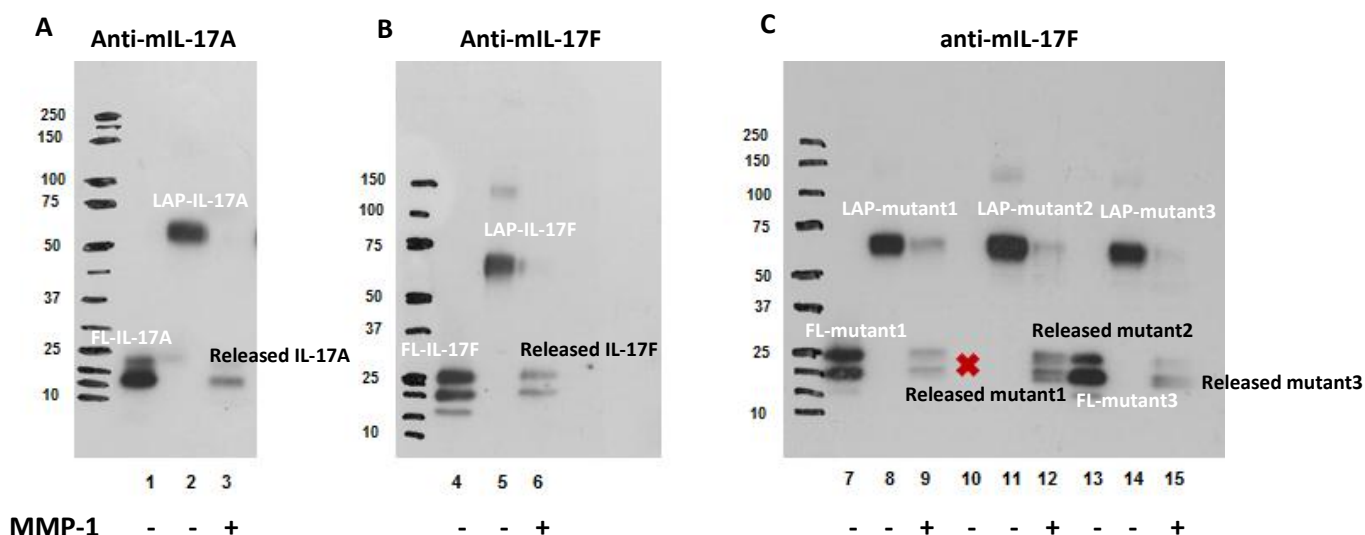 A
Anti-mIL-17A
250
150
100
75
50
37
25
10
LAP-IL-17A
FL-IL-17A
Released IL-17A
1 2 3
B
Anti-mIL-17F
150
100
75
50
37
25
10
LAP-IL-17F
FL-IL-17F
Released IL-17F
4 5 6
C
anti-mIL-17F
250
150
100
75
50
37
25
10
LAP-mutant1
LAP-mutant2
LAP-mutant3
FL-mutant1
Released mutant2
Released mutant1
Released mutant3
FL-mutant3
7 8 9 10 11 12 13 14 15
MMP-1 - - + - - + - - + - - + - - +